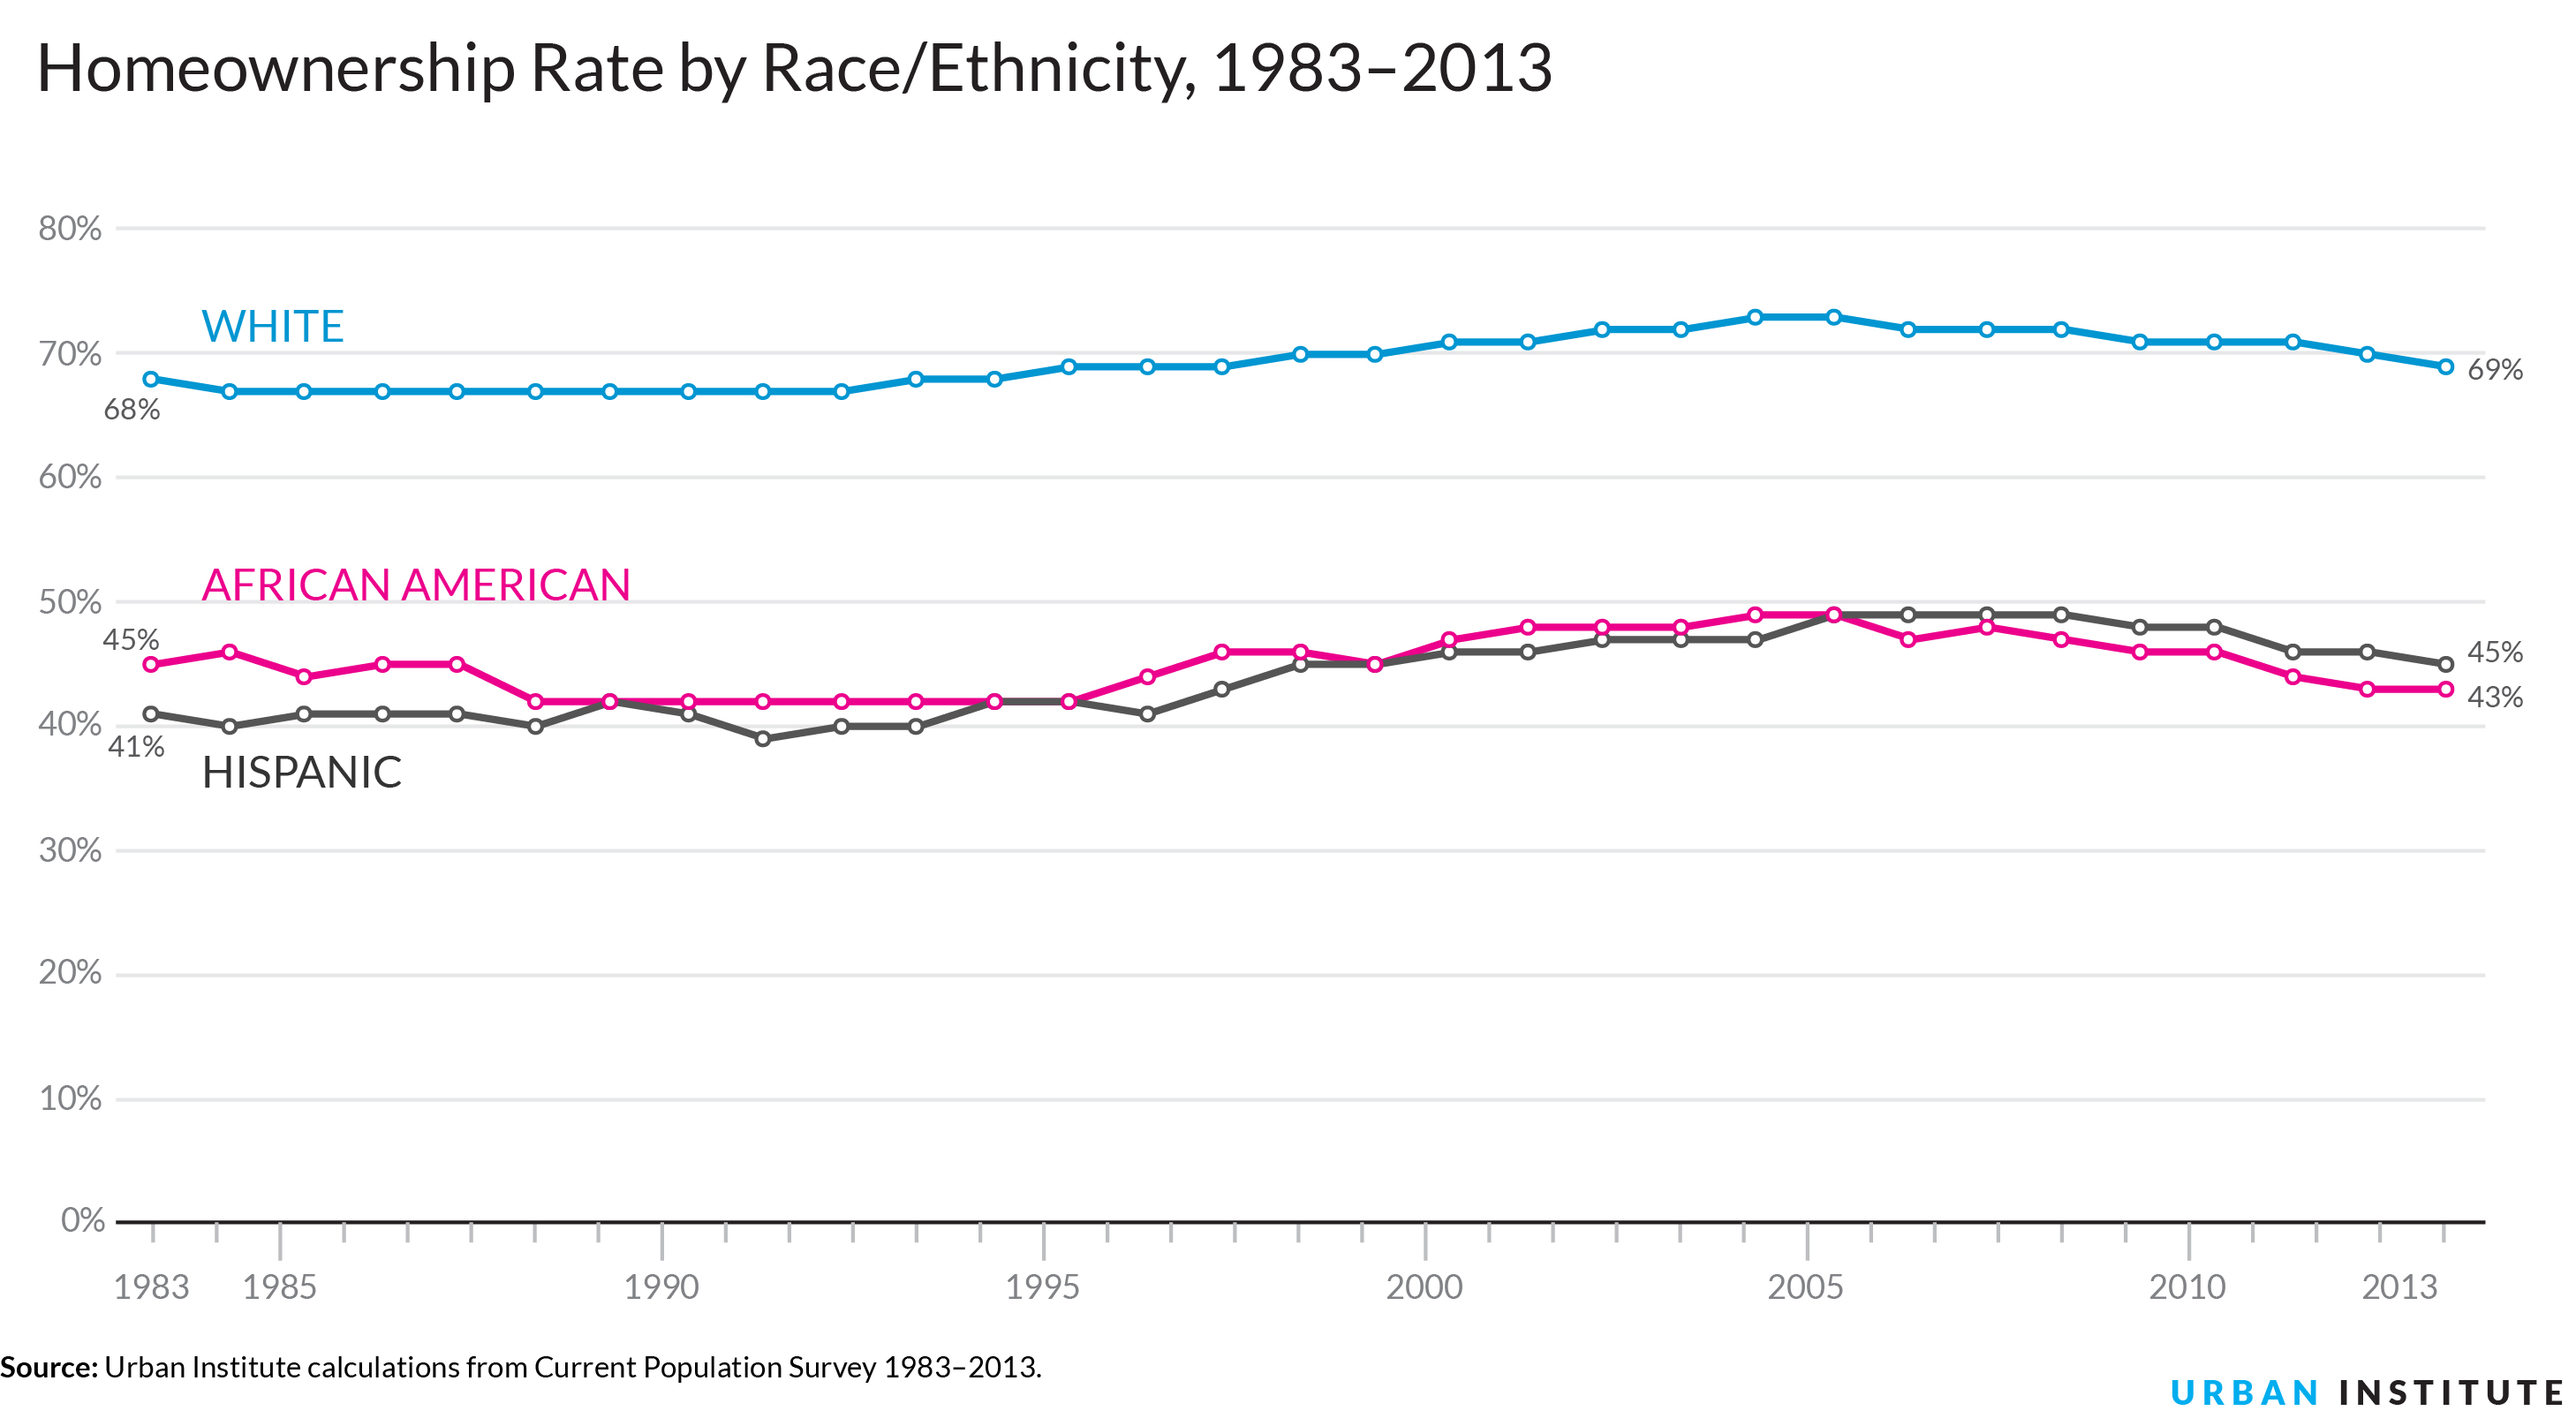 Homeownership Rate by Race/Ethnicity, 1983–2013
80%
WHITE
70%
69%
68%
60%
AFRICAN AMERICAN
50%
45%
45%
43%
40%
41%
HISPANIC
30%
20%
10%
0%
1983 1985 1990 1995 2000 2005 2010 2013
Source: Urban Institute calculations from Current Population Survey 1983–2013.
URBAN INSTITUTE